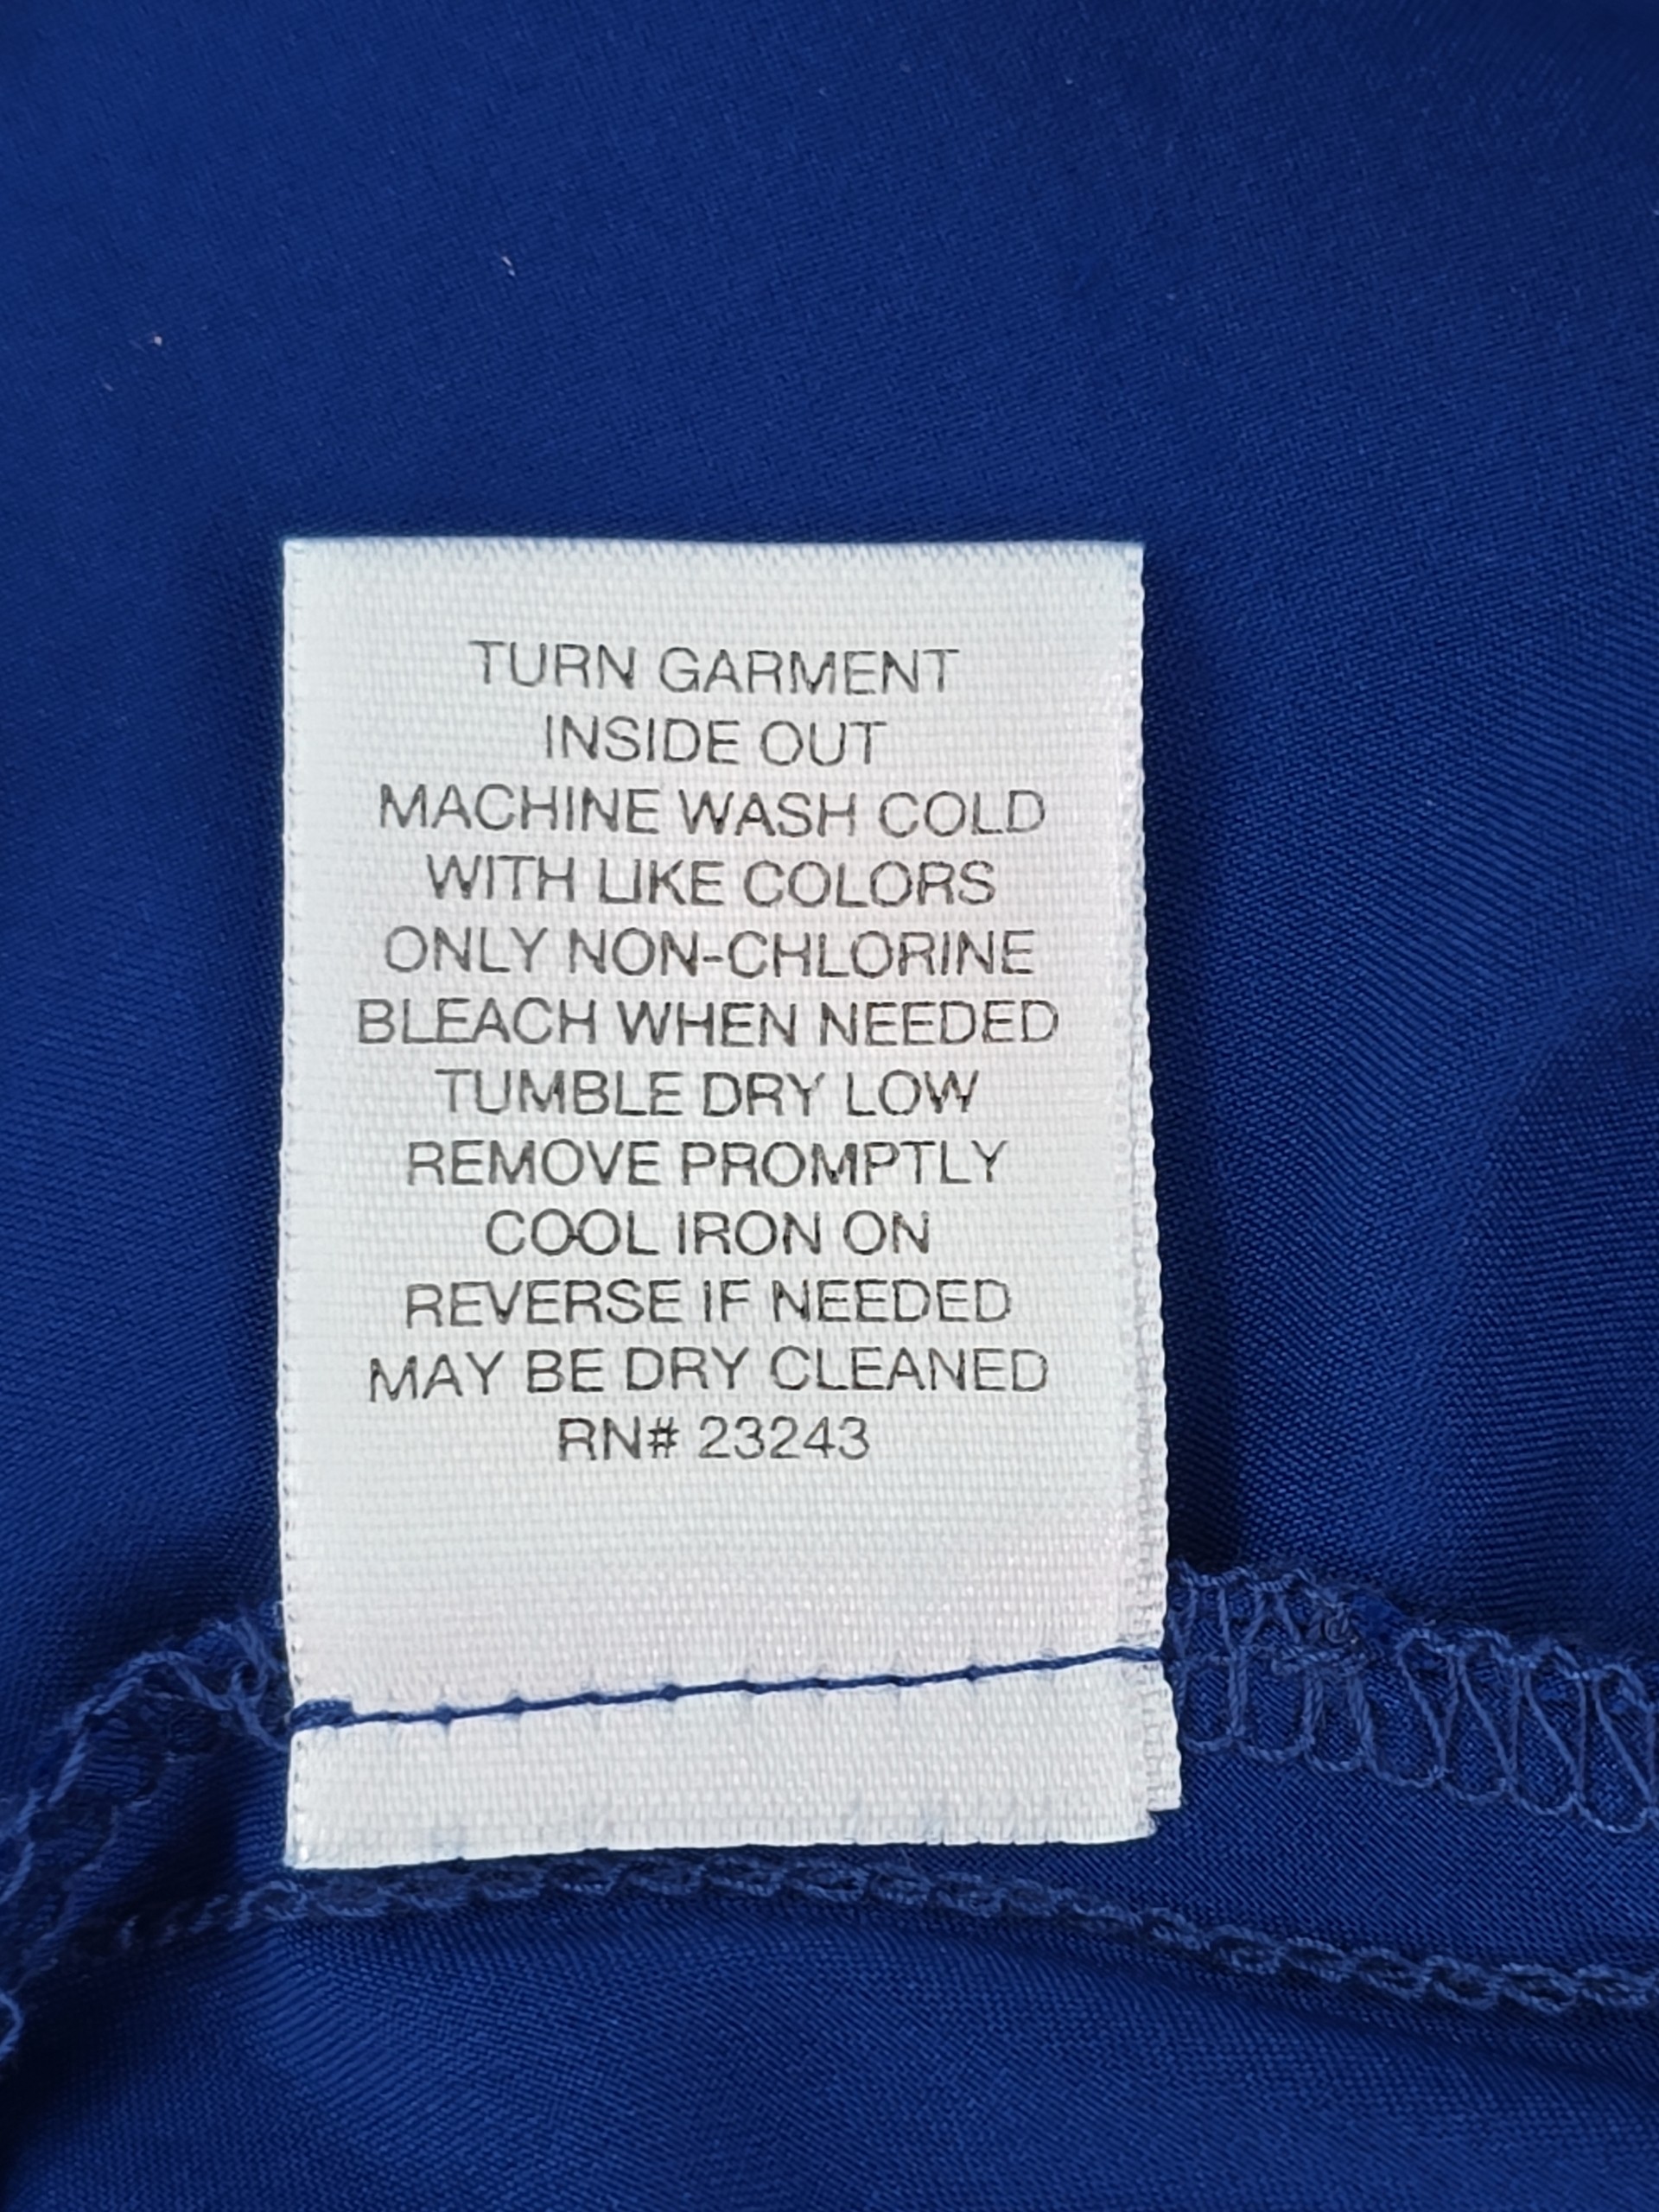 TURN GARMENT
INSIDE OUT
MACHINE WASH COLD
WITH LIKE COLORS
ONLY NON-CHLORINE
BLEACH WHEN NEEDED
TUMBLE DRY LOW
REMOVE PROMPTLY
COOL IRON ON
REVERSE IF NEEDED
MAY BE DRY CLEANED
RN# 23243